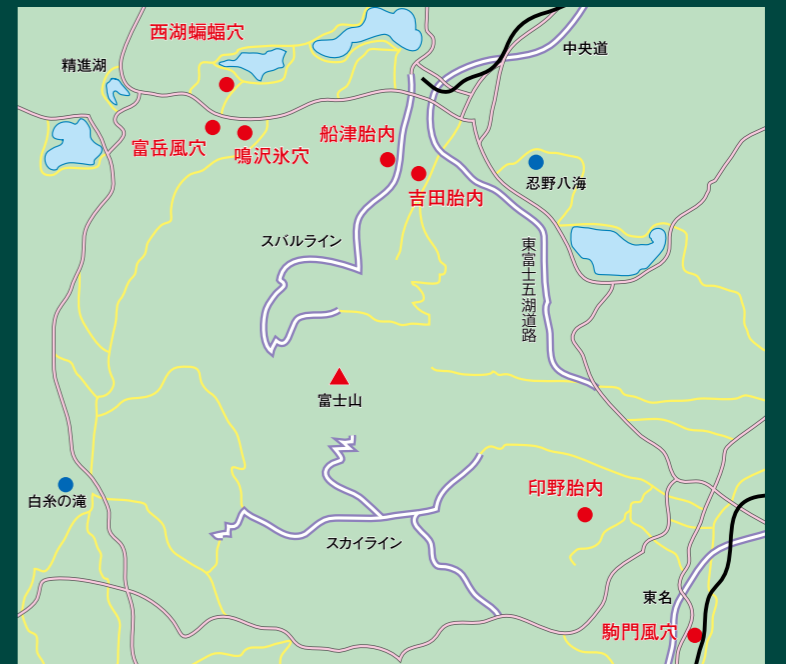 西湖蝙蝠穴
中央道
精進湖
船津胎内
富岳風穴
鳴沢氷穴
忍野八海
吉田胎内
スバルライン
東富士五湖道路
富士山
印野胎内
白糸の滝
スカイライン
東名
駒門風穴